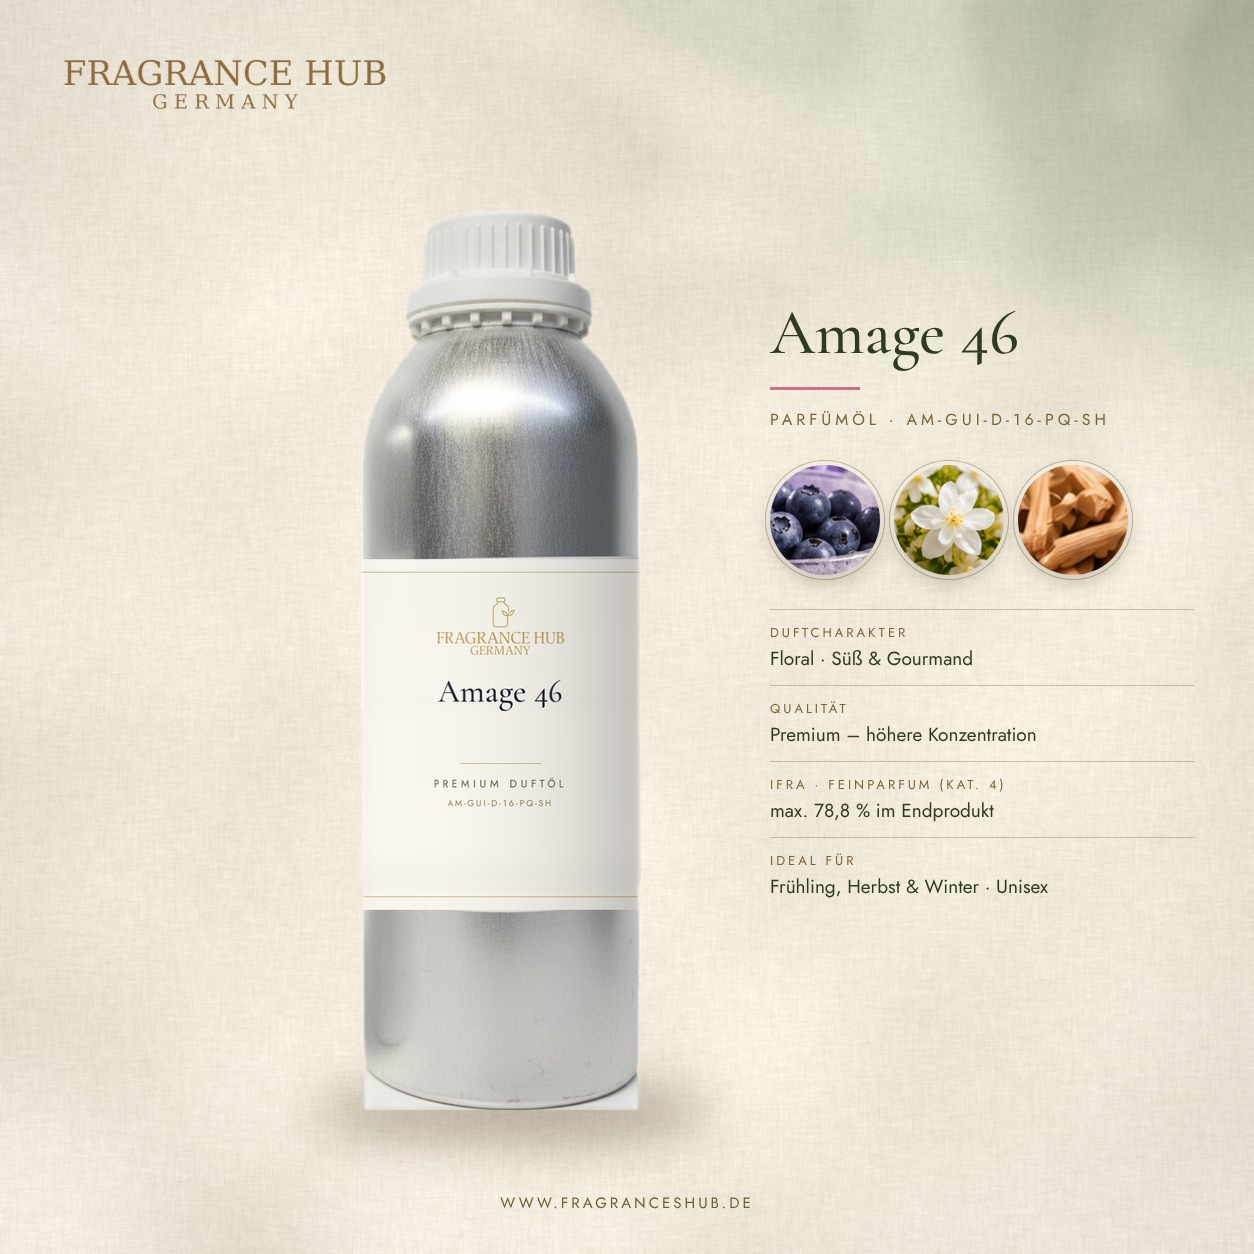 FRAGRANCE HUB
GERMANY
Amage 46
PARFÜMÖL · AM-GUI-D-16-PQ-SH
DUFTCHARAKTER
Floral · Süß & Gourmand
QUALITÄT
Premium – höhere Konzentration
IFRA · FEINPARFUM (KAT. 4)
max. 78,8 % im Endprodukt
IDEAL FÜR
Frühling, Herbst & Winter · Unisex
FRAGRANCE HUB
GERMANY
Amage 46
PREMIUM DUFTÖL
AM-GUI-D-16-PQ-SH
WWW.FRAGRANCESHUB.DE